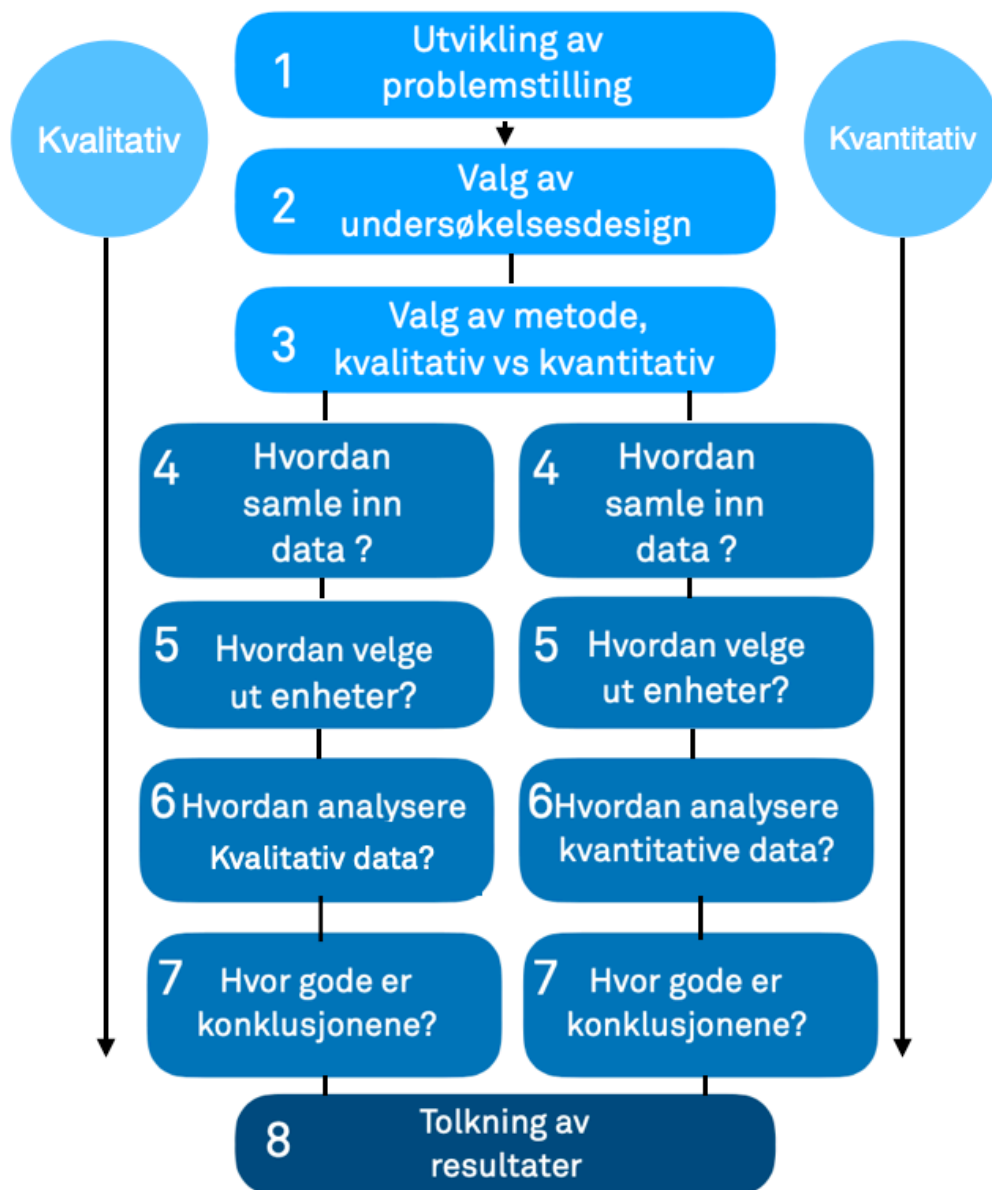 Kvalitativ
Kvantitativ
1
Utvikling av
problemstilling
2
Valg av
undersøkelsesdesign
3
Valg av metode,
kvalitativ vs kvantitativ
4
Hvordan
samle inn
data ?
4
Hvordan
samle inn
data ?
5
Hvordan velge
ut enheter?
5
Hvordan velge
ut enheter?
6 Hvordan analysere
Kvalitativ data?
6 Hvordan analysere
kvantitative data?
7
Hvor gode er
konklusjonene?
7
Hvor gode er
konklusjonene?
8
Tolkning av
resultater